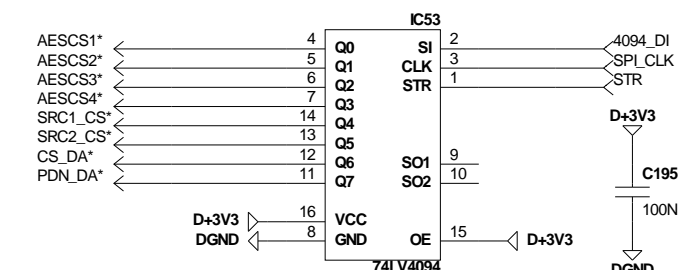 IC53
AESCS1* 4 Q0 SI 2 4094_DI
AESCS2* 5 Q1 CLK 3 SPI_CLK
AESCS3* 6 Q2 STR 1 STR
AESCS4* 7 Q3
SRC1_CS* 14 Q4
SRC2_CS* 13 Q5
CS_DA* 12 Q6 SO1 9
PDN_DA* 11 Q7 SO2 10
D+3V3
C195
100N
D+3V3 16 VCC
DGND 8 GND OE 15 D+3V3
74LV4094
DGND